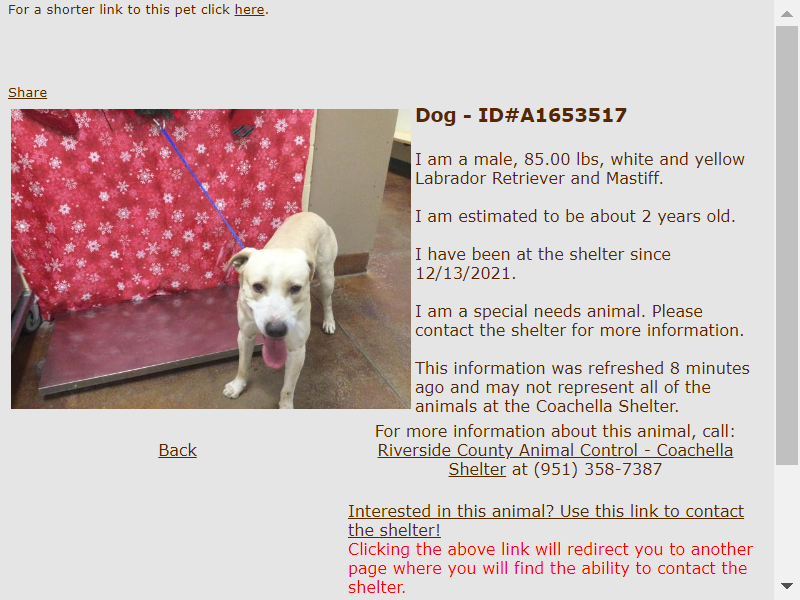 For a shorter link to this pet click here.
Share
Dog - ID#A1653517
I am a male, 85.00 lbs, white and yellow
Labrador Retriever and Mastiff.
I am estimated to be about 2 years old.
I have been at the shelter since
12/13/2021.
I am a special needs animal. Please
contact the shelter for more information.
This information was refreshed 8 minutes
ago and may not represent all of the
animals at the Coachella Shelter.
Back
For more information about this animal, call:
Riverside County Animal Control - Coachella
Shelter at (951) 358-7387
Interested in this animal? Use this link to contact
the shelter!
Clicking the above link will redirect you to another
page where you will find the ability to contact the
shelter.